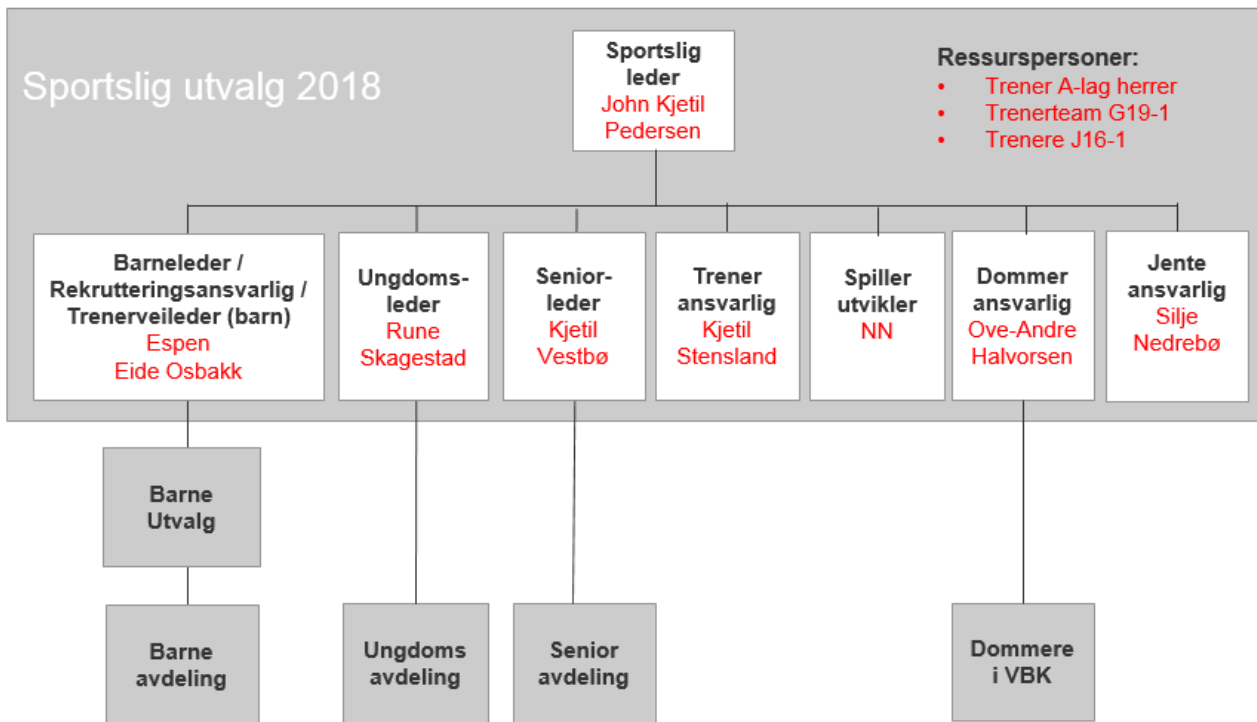 Sportslig utvalg 2018
Sportslig
leder
John Kjetil
Pedersen
Ressurspersoner:
• Trener A-lag herrer
• Trenerteam G19-1
• Trenere J16-1
Barneleder /
Rekrutteringsansvarlig /
Trenerveileder (barn)
Espen
Eide Osbakk
Ungdoms-
leder
Rune
Skagestad
Senior-
leder
Kjetil
Vestbø
Trener
ansvarlig
Kjetil
Stensland
Spiller
utvikler
NN
Dommer
ansvarlig
Ove-Andre
Halvorsen
Jente
ansvarlig
Silje
Nedrebø
Barne
Utvalg
Barne
avdeling
Ungdoms
avdeling
Senior
avdeling
Dommere
i VBK